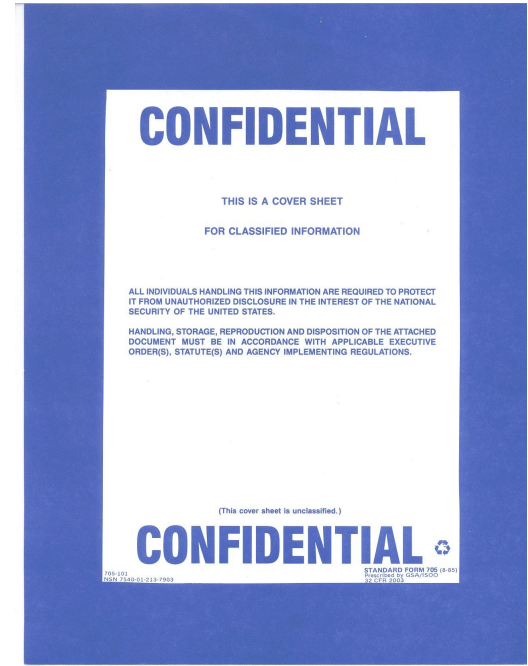 CONFIDENTIAL
THIS IS A COVER SHEET
FOR CLASSIFIED INFORMATION
ALL INDIVIDUALS HANDLING THIS INFORMATION ARE REQUIRED TO PROTECT
IT FROM UNAUTHORIZED DISCLOSURE IN THE INTEREST OF THE NATIONAL
SECURITY OF THE UNITED STATES.
HANDLING, STORAGE, REPRODUCTION AND DISPOSITION OF THE ATTACHED
DOCUMENT MUST BE IN ACCORDANCE WITH APPLICABLE EXECUTIVE
ORDER(S), STATUTE(S) AND AGENCY IMPLEMENTING REGULATIONS.
(This cover sheet is unclassified.)
CONFIDENTIAL
705-101
NSN 7540-01-213-7903
STANDARD FORM 705 (8-85)
Prescribed by GSA/ISOO
32 CFR 2003